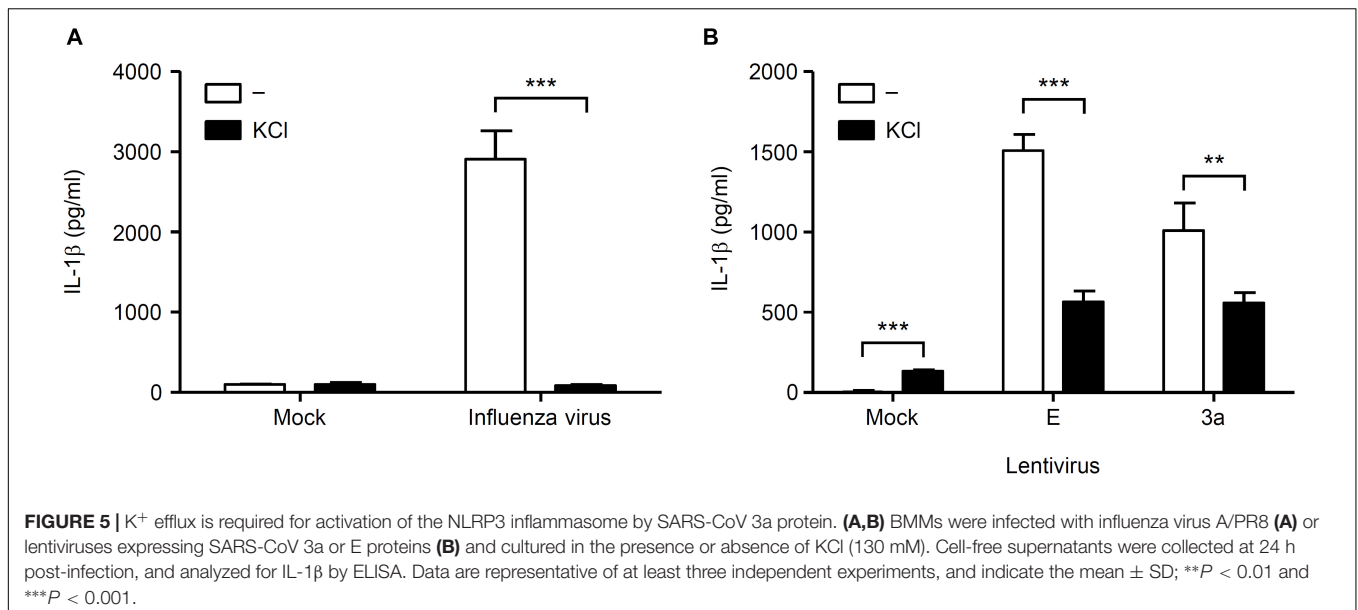 A
4000
3000
2000
1000
0
IL-1β (pg/ml)
–
KCl
***
Mock
Influenza virus
B
2000
1500
1000
500
0
IL-1β (pg/ml)
–
KCl
***
***
**
Mock
E
3a
Lentivirus
FIGURE 5 | K+ efflux is required for activation of the NLRP3 inflammasome by SARS-CoV 3a protein. (A,B) BMMs were infected with influenza virus A/PR8 (A) or
lentiviruses expressing SARS-CoV 3a or E proteins (B) and cultured in the presence or absence of KCl (130 mM). Cell-free supernatants were collected at 24 h
post-infection, and analyzed for IL-1β by ELISA. Data are representative of at least three independent experiments, and indicate the mean ± SD; **P < 0.01 and
***P < 0.001.